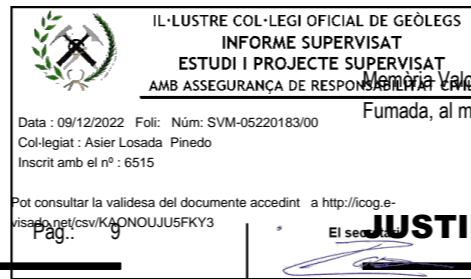 IL·LUSTRE COL·LEGI OFICIAL DE GEÒLEGS
INFORME SUPERVISAT
ESTUDI I PROJECTE SUPERVISAT
AMB ASSEGURANÇA DE RESPONSABILITAT CIVIL
Memòria
Fumada, al
Data : 09/12/2022 Foli: Núm: SVM-05220183/00
Col-legiat : Asier Losada Pinedo
Inscrit amb el nº : 6515
Pot consultar la validesa del documente accedint a http://icog.e-
visado.net/csv/KAONOUJU5FKY3
Pàg.: 9
El secretari